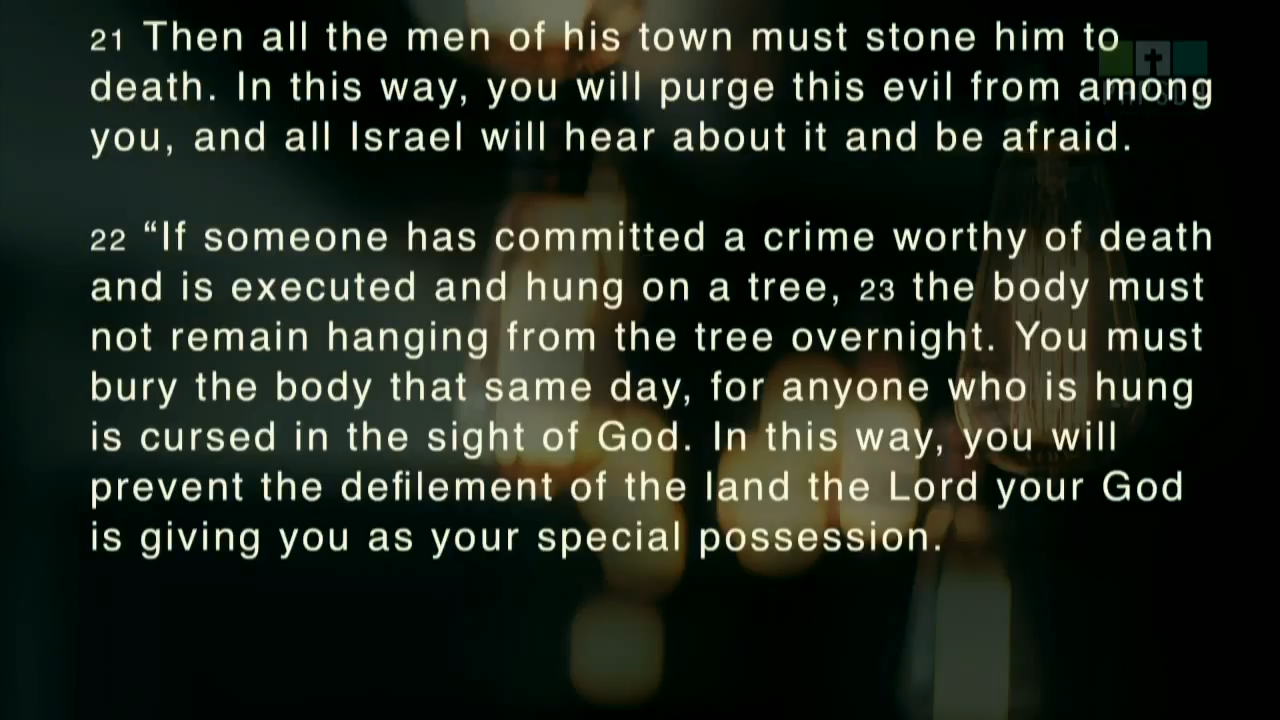 21 Then all the men of his town must stone him to
death. In this way, you will purge this evil from among
you, and all Israel will hear about it and be afraid.
22 “If someone has committed a crime worthy of death
and is executed and hung on a tree, 23 the body must
not remain hanging from the tree overnight. You must
bury the body that same day, for anyone who is hung
is cursed in the sight of God. In this way, you will
prevent the defilement of the land the Lord your God
is giving you as your special possession.